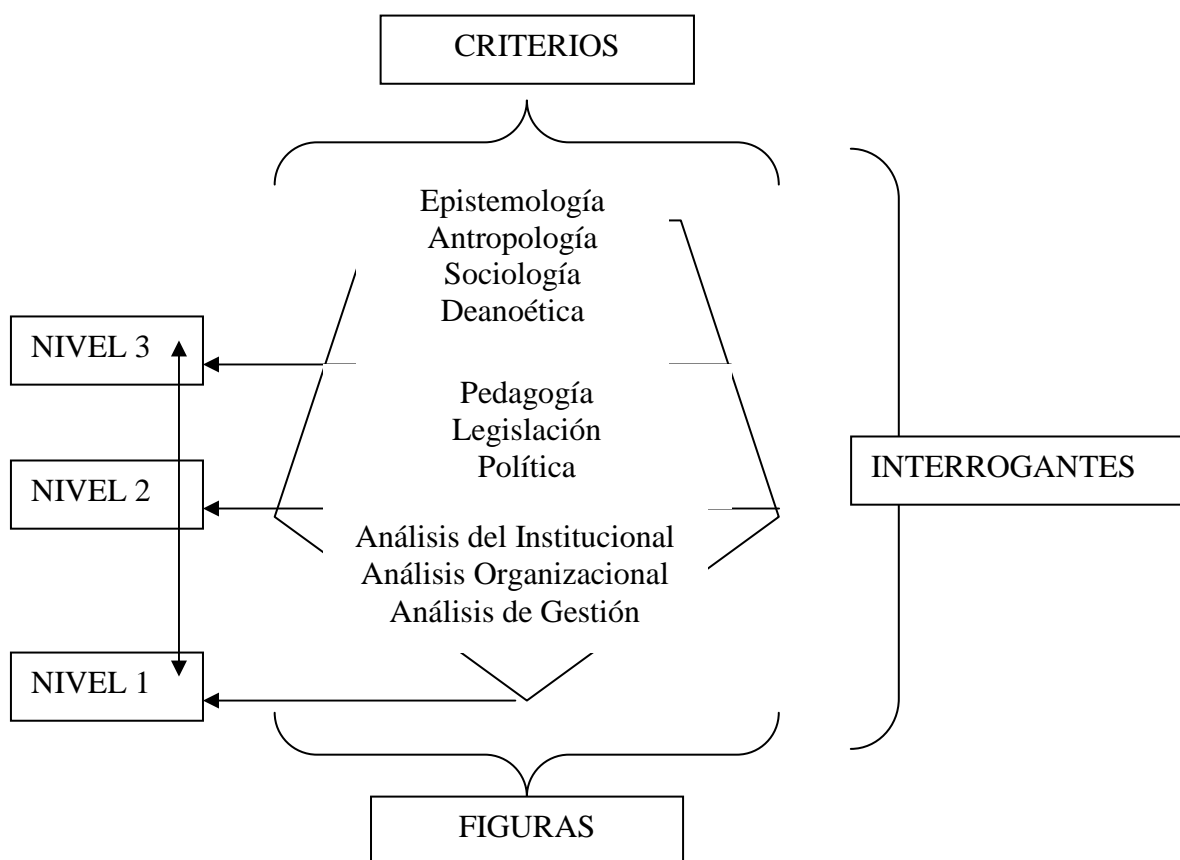 CRITERIOS
Epistemología
Antropología
Sociología
Deanoética
NIVEL 3
Pedagogía
Legislación
Política
NIVEL 2
INTERROGANTES
Análisis del Institucional
Análisis Organizacional
Análisis de Gestión
NIVEL 1
FIGURAS